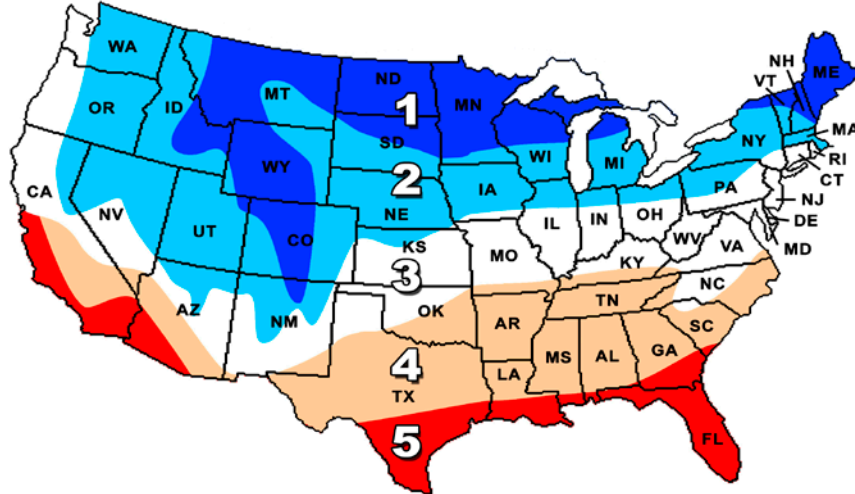 WA
OR
ID
MT
ND
MN
1
SD
WY
2
WI
MI
IA
NE
NY
VT
NH
ME
MA
RI
CT
NJ
DE
MD
PA
CA
NV
UT
CO
KS
3
MO
IL
IN
OH
WV
VA
KY
NC
AZ
NM
OK
AR
TN
SC
4
TX
LA
MS
AL
GA
5
FL